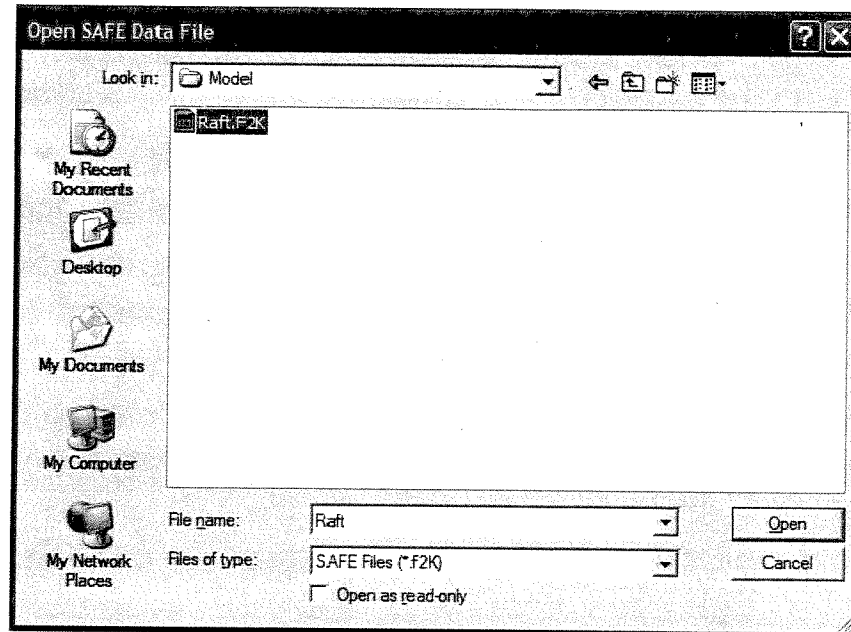 Open SAFE Data File
Look in: Model
Raft.F2K
My Recent
Documents
Desktop
My Documents
My Computer
My Network
Places
File name: Raft Open
Files of type: SAFE Files (*.F2K) Cancel
Open as read-only